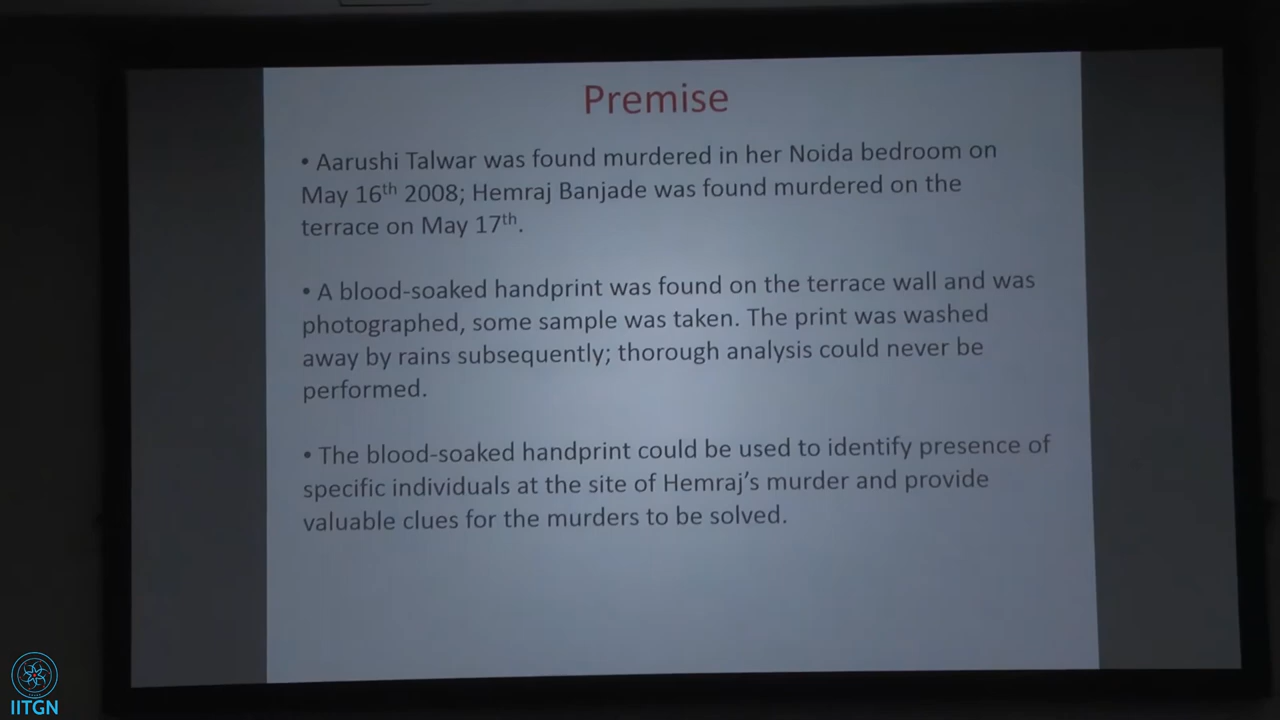 Premise
• Aarushi Talwar was found murdered in her Noida bedroom on
May 16th 2008; Hemraj Banjade was found murdered on the
terrace on May 17th.
• A blood-soaked handprint was found on the terrace wall and was
photographed, some sample was taken. The print was washed
away by rains subsequently; thorough analysis could never be
performed.
• The blood-soaked handprint could be used to identify presence of
specific individuals at the site of Hemraj’s murder and provide
valuable clues for the murders to be solved.
IITGN